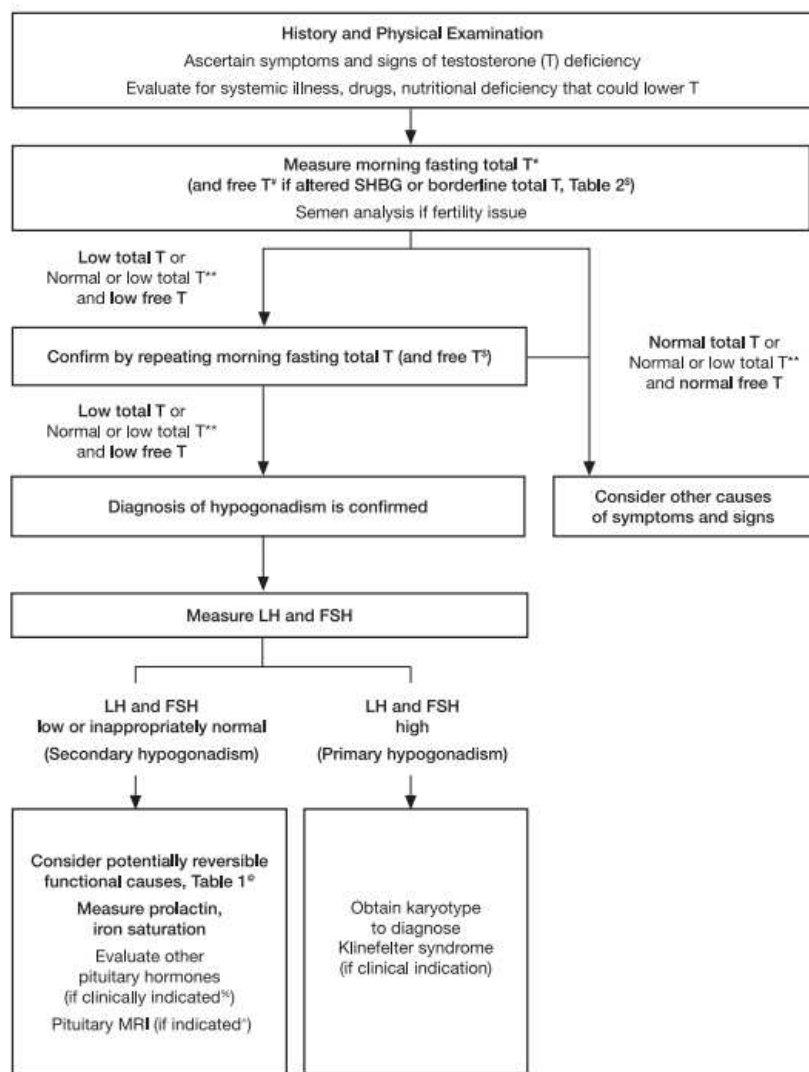 History and Physical Examination
Ascertain symptoms and signs of testosterone (T) deficiency
Evaluate for systemic illness, drugs, nutritional deficiency that could lower T
Measure morning fasting total T*
(and free T¥ if altered SHBG or borderline total T, Table 2$)
Semen analysis if fertility issue
Low total T or
Normal or low total T**
and low free T
Normal total T or
Normal or low total T**
and normal free T
Confirm by repeating morning fasting total T (and free T$)
Low total T or
Normal or low total T**
and low free T
Diagnosis of hypogonadism is confirmed
Consider other causes
of symptoms and signs
Measure LH and FSH
LH and FSH
low or inappropriately normal
(Secondary hypogonadism)
LH and FSH
high
(Primary hypogonadism)
Consider potentially reversible
functional causes, Table 1@
Measure prolactin,
iron saturation
Evaluate other
pituitary hormones
(if clinically indicated%)
Pituitary MRI (if indicated^)
Obtain karyotype
to diagnose
Klinefelter syndrome
(if clinical indication)